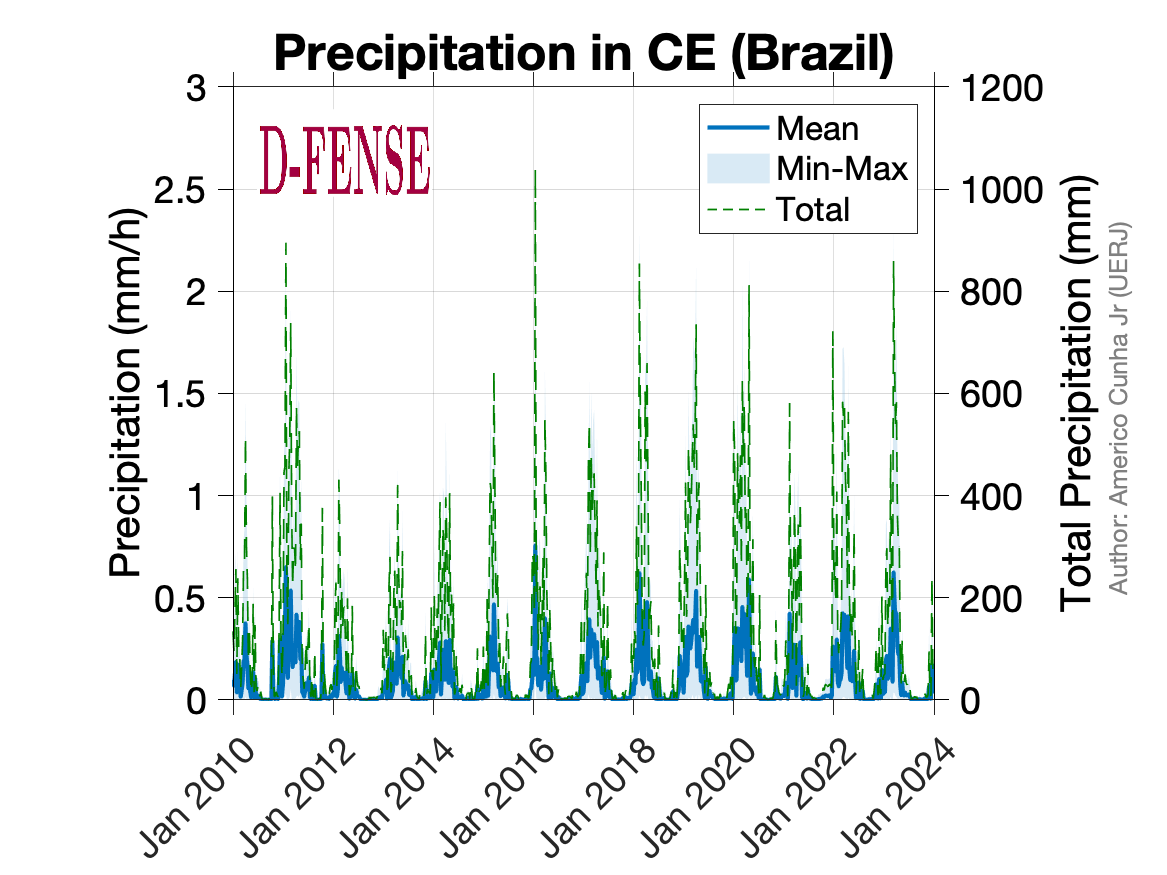 Precipitation in CE (Brazil)
D-FENSE
Mean
Min-Max
Total
Precipitation (mm/h)
3
2.5
2
1.5
1
0.5
0
1200
1000
800
600
400
200
0
Total Precipitation (mm)
Author: Americo Cunha Jr (UERJ)
Jan 2010
Jan 2012
Jan 2014
Jan 2016
Jan 2018
Jan 2020
Jan 2022
Jan 2024